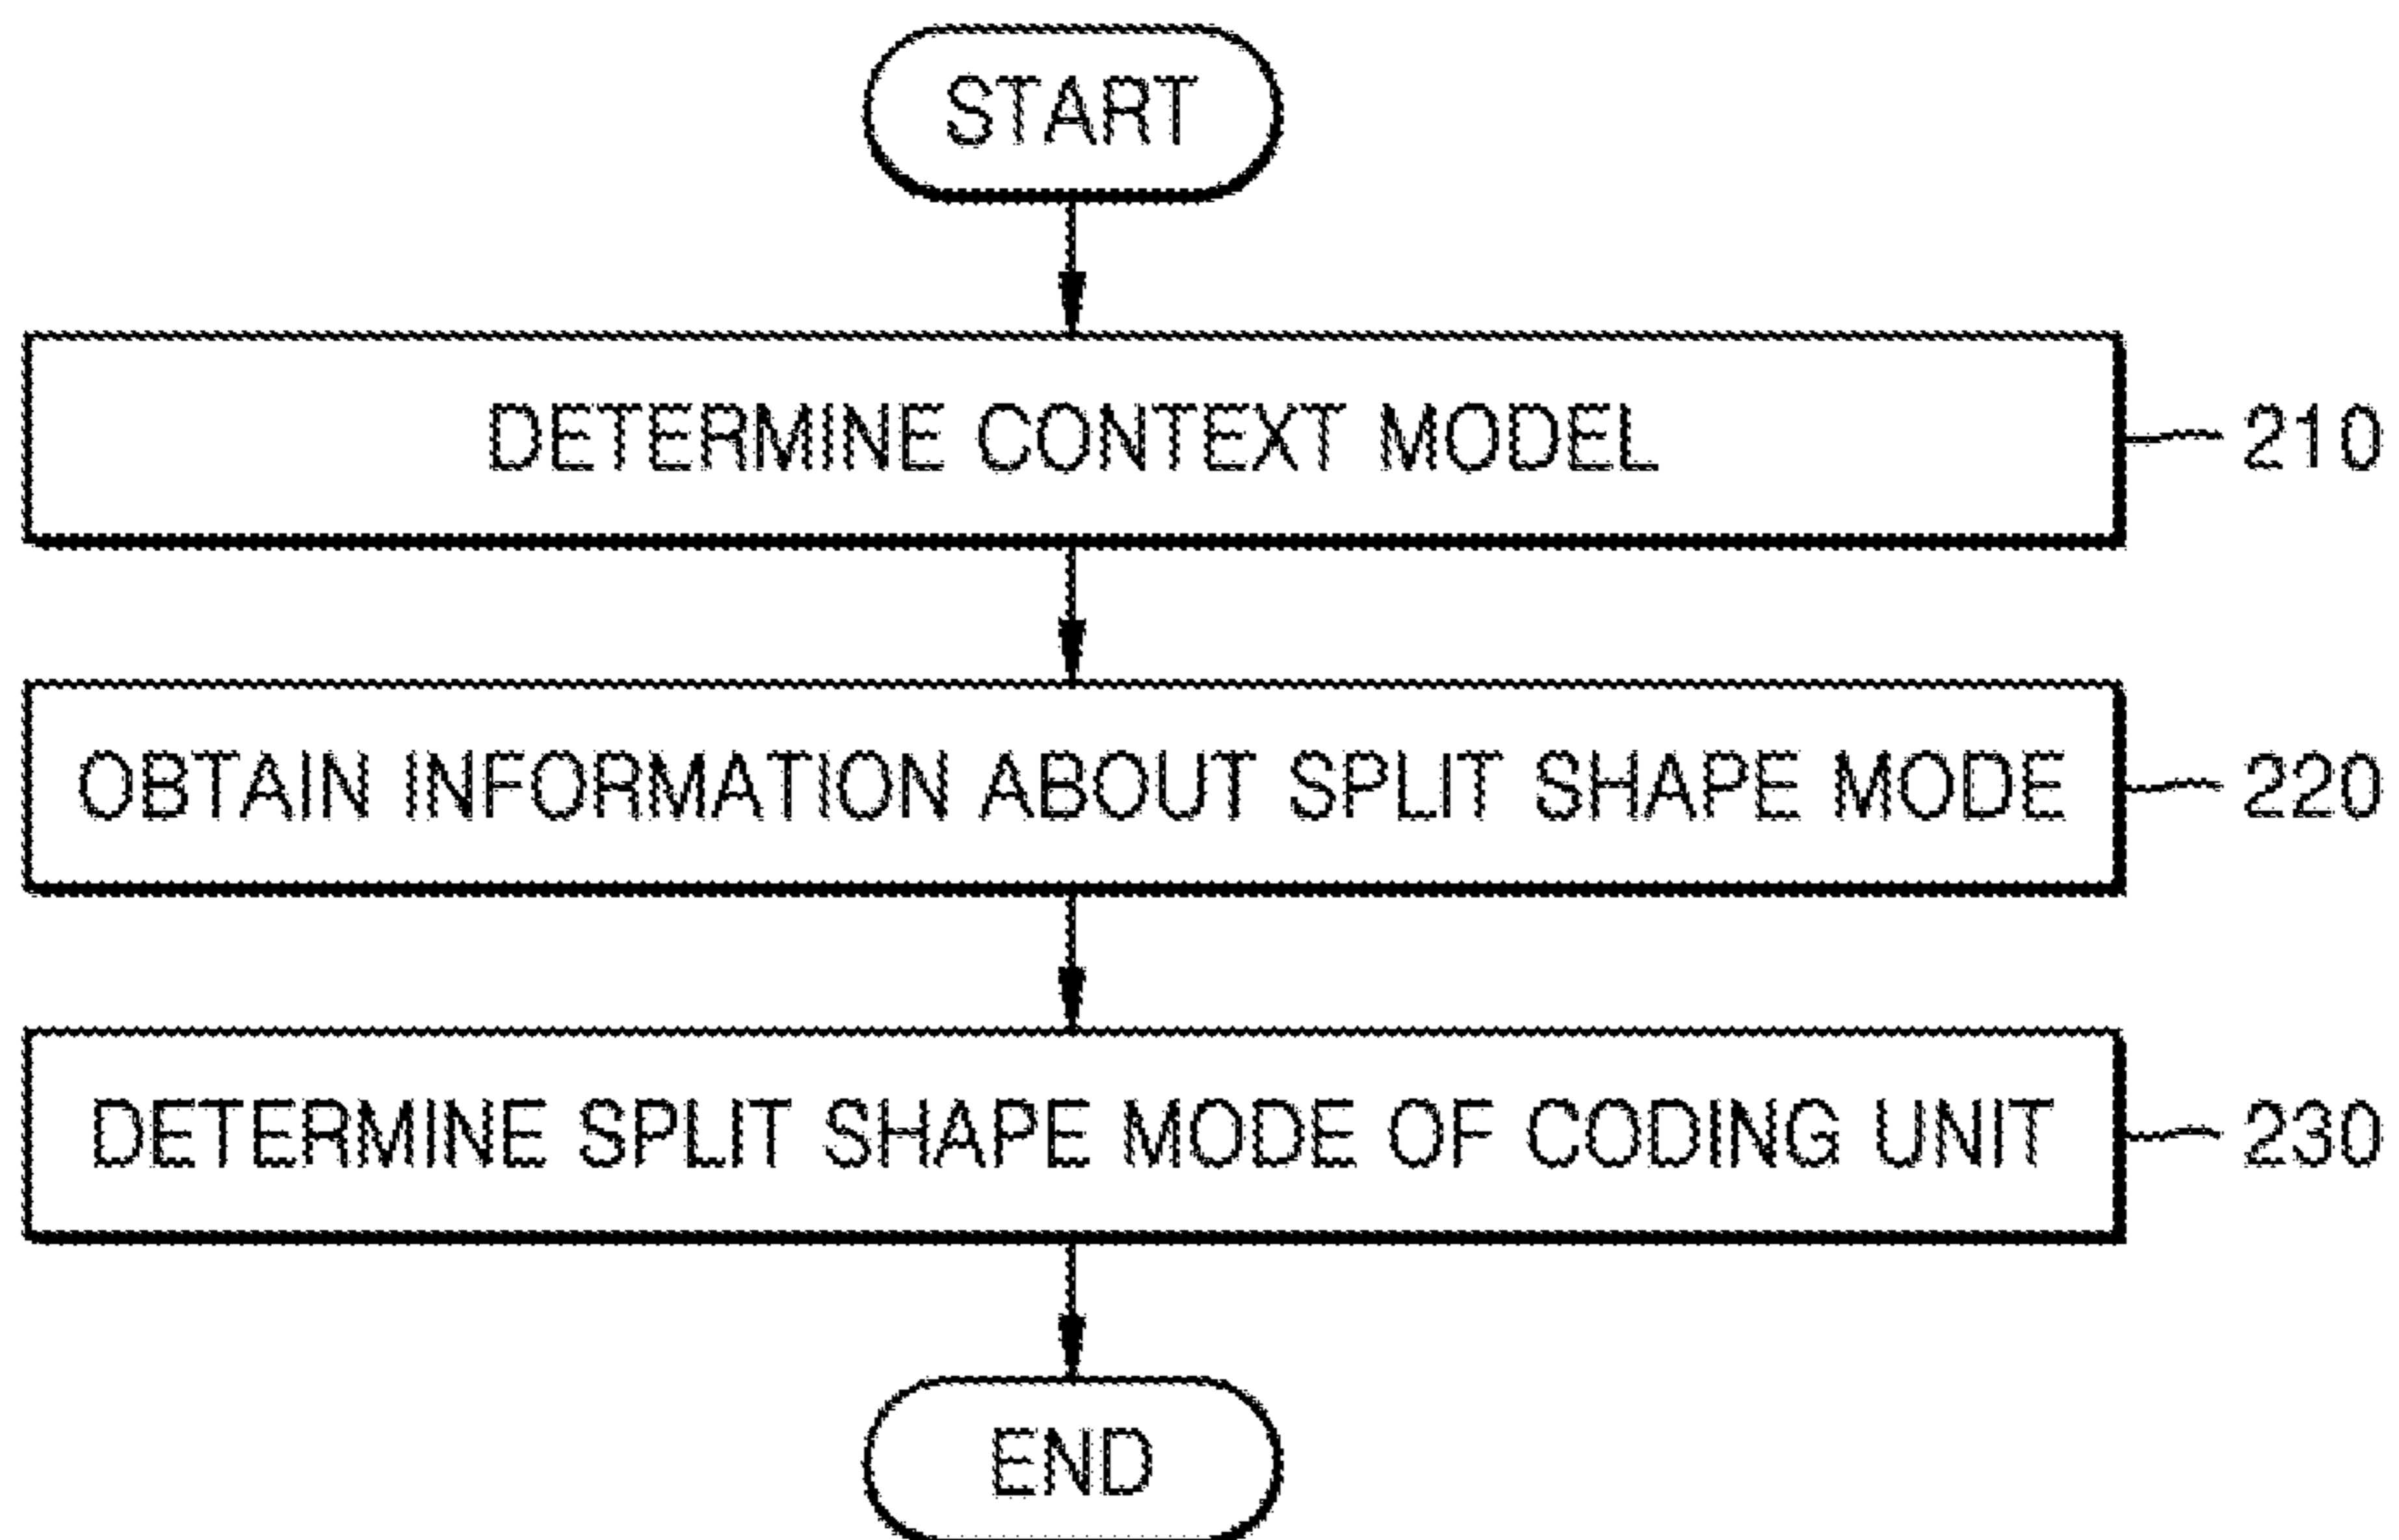 START
DETERMINE CONTEXT MODEL 210
OBTAIN INFORMATION ABOUT SPLIT SHAPE MODE 220
DETERMINE SPLIT SHAPE MODE OF CODING UNIT 230
END